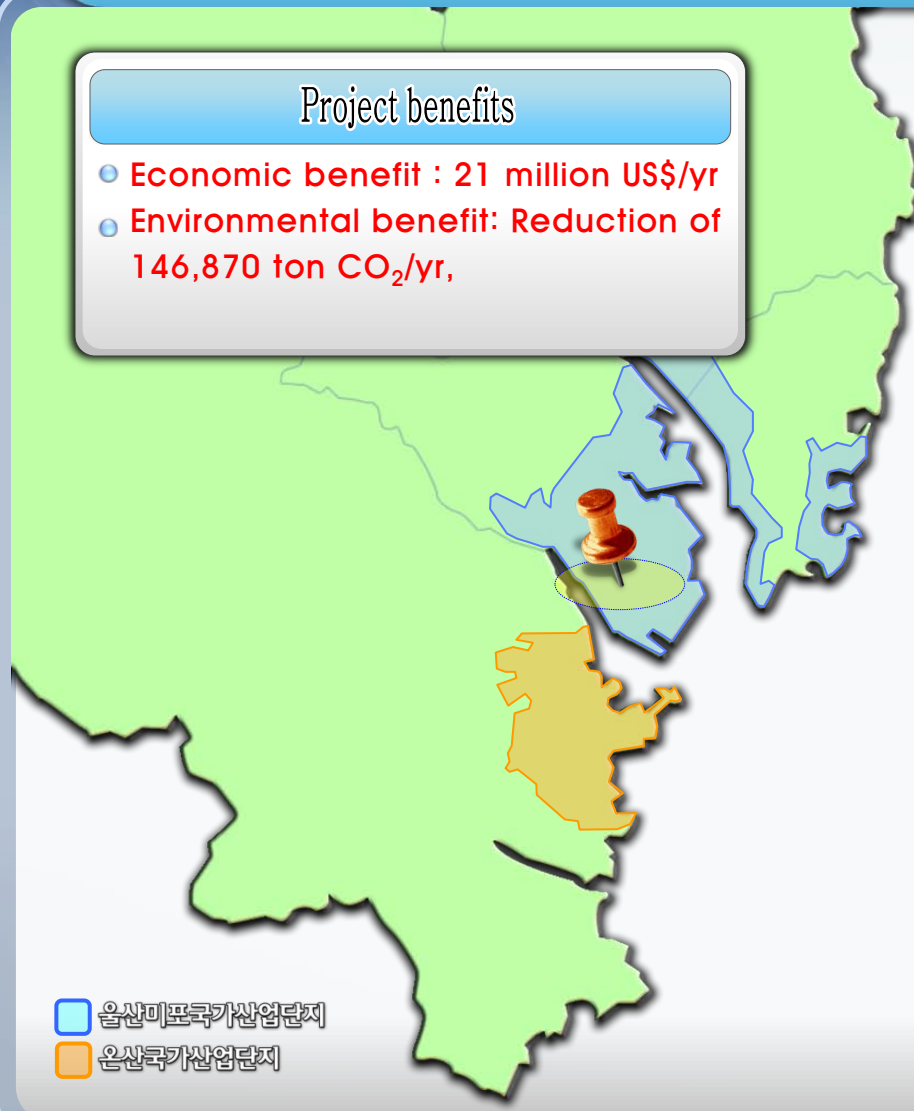 Project benefits
Economic benefit : 21 million US$/yr
Environmental benefit: Reduction of
146,870 ton CO₂/yr,
울산미포국가산업단지
온산국가산업단지